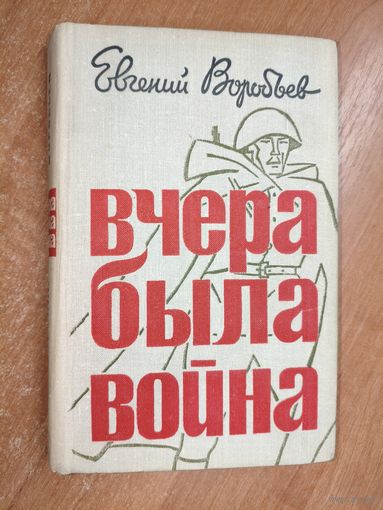 Евгений Воробьев
вчера
была
война